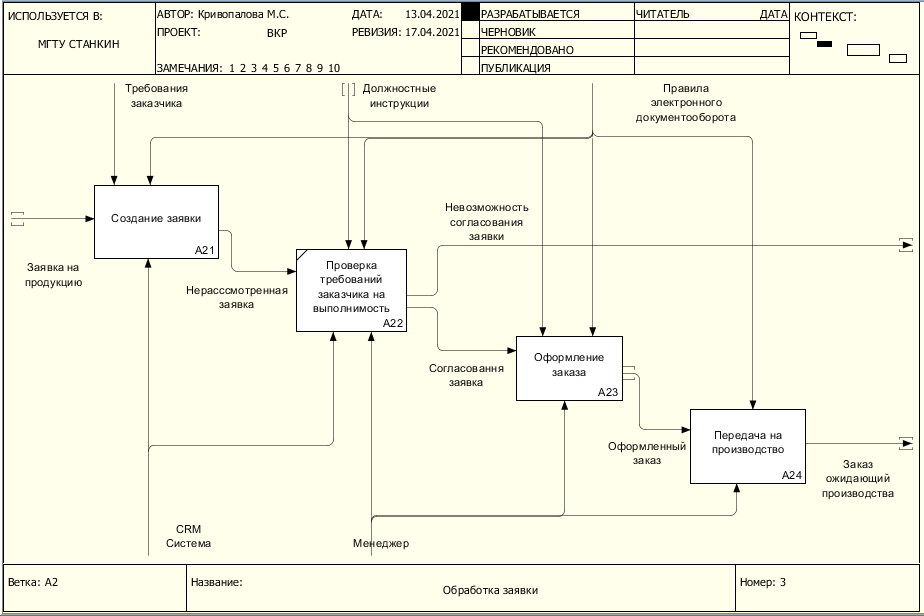 ИСПОЛЬЗУЕТСЯ В:
МГТУ СТАНКИН
АВТОР: Кривопалова М.С.
ДАТА: 13.04.2021
ПРОЕКТ: ВКР
РЕВИЗИЯ: 17.04.2021
ЗАМЕЧАНИЯ: 1 2 3 4 5 6 7 8 9 10
РАЗРАБАТЫВАЕТСЯ
ЧЕРНОВИК
РЕКОМЕНДОВАНО
ПУБЛИКАЦИЯ
ЧИТАТЕЛЬ
ДАТА
КОНТЕКСТ:
Требования
заказчика
Должностные
инструкции
Правила
электронного
документооборота
Создание заявки
A21
Заявка на
продукцию
Нерасссмотренная
заявка
Проверка
требований
заказчика на
выполнимость
A22
Невозможность
согласования
заявки
Согласовання
заявка
Оформление
заказа
A23
Оформленный
заказ
Передача на
производство
A24
Заказ
ожидающий
производства
CRM
Система
Менеджер
Ветка: A2
Название:
Обработка заявки
Номер: 3